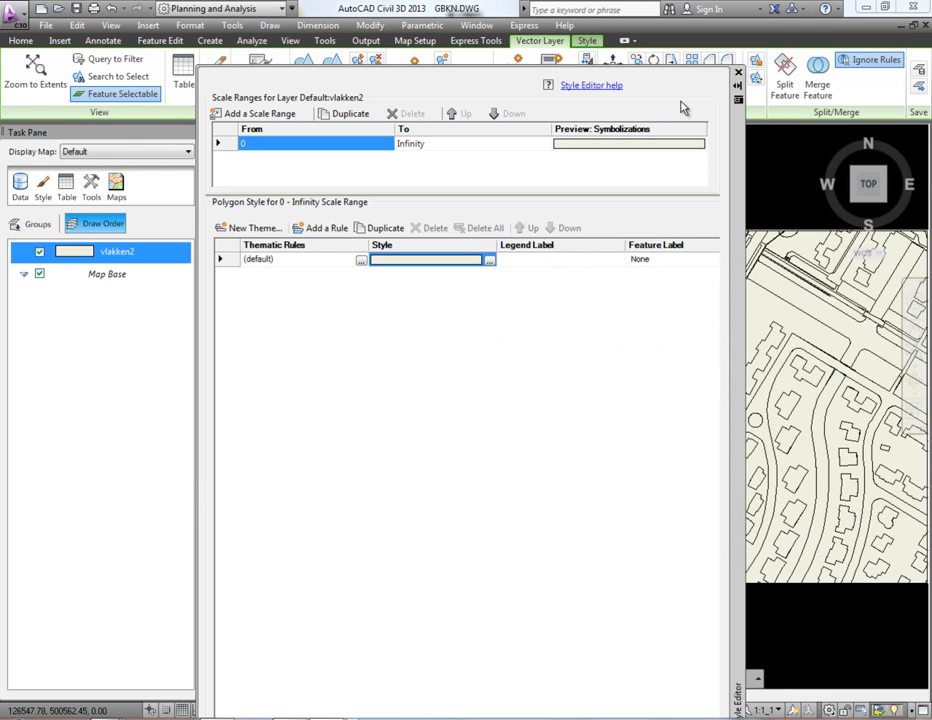 Planning and Analysis
AutoCAD Civil 3D 2013 GBKN.DWG
Type a keyword or phrase
Sign In
File Edit View Insert Format Tools Draw Dimension Modify Parametric Window Express Help
Home Insert Annotate Feature Edit Create Analyze View Tools Output Map Setup Express Tools Vector Layer Style
Zoom to Extents
Query to Filter
Search to Select
Feature Selectable
Table
View
Split Feature
Merge Feature
Ignore Rules
Split/Merge
Save
Task Pane
Display Map: Default
Data Style Table Tools Maps
Groups Draw Order
vlakken2
Map Base
Style Editor help
Scale Ranges for Layer Default:vlakken2
Add a Scale Range Duplicate Delete Up Down
From To Preview: Symbolizations
0 Infinity
Polygon Style for 0 - Infinity Scale Range
New Theme... Add a Rule Duplicate Delete Delete All Up Down
Thematic Rules Style Legend Label Feature Label
(default) ... ... None
N
W TOP E
S
WCS
Style Editor
126547.78, 500562.45, 0.00
1:1